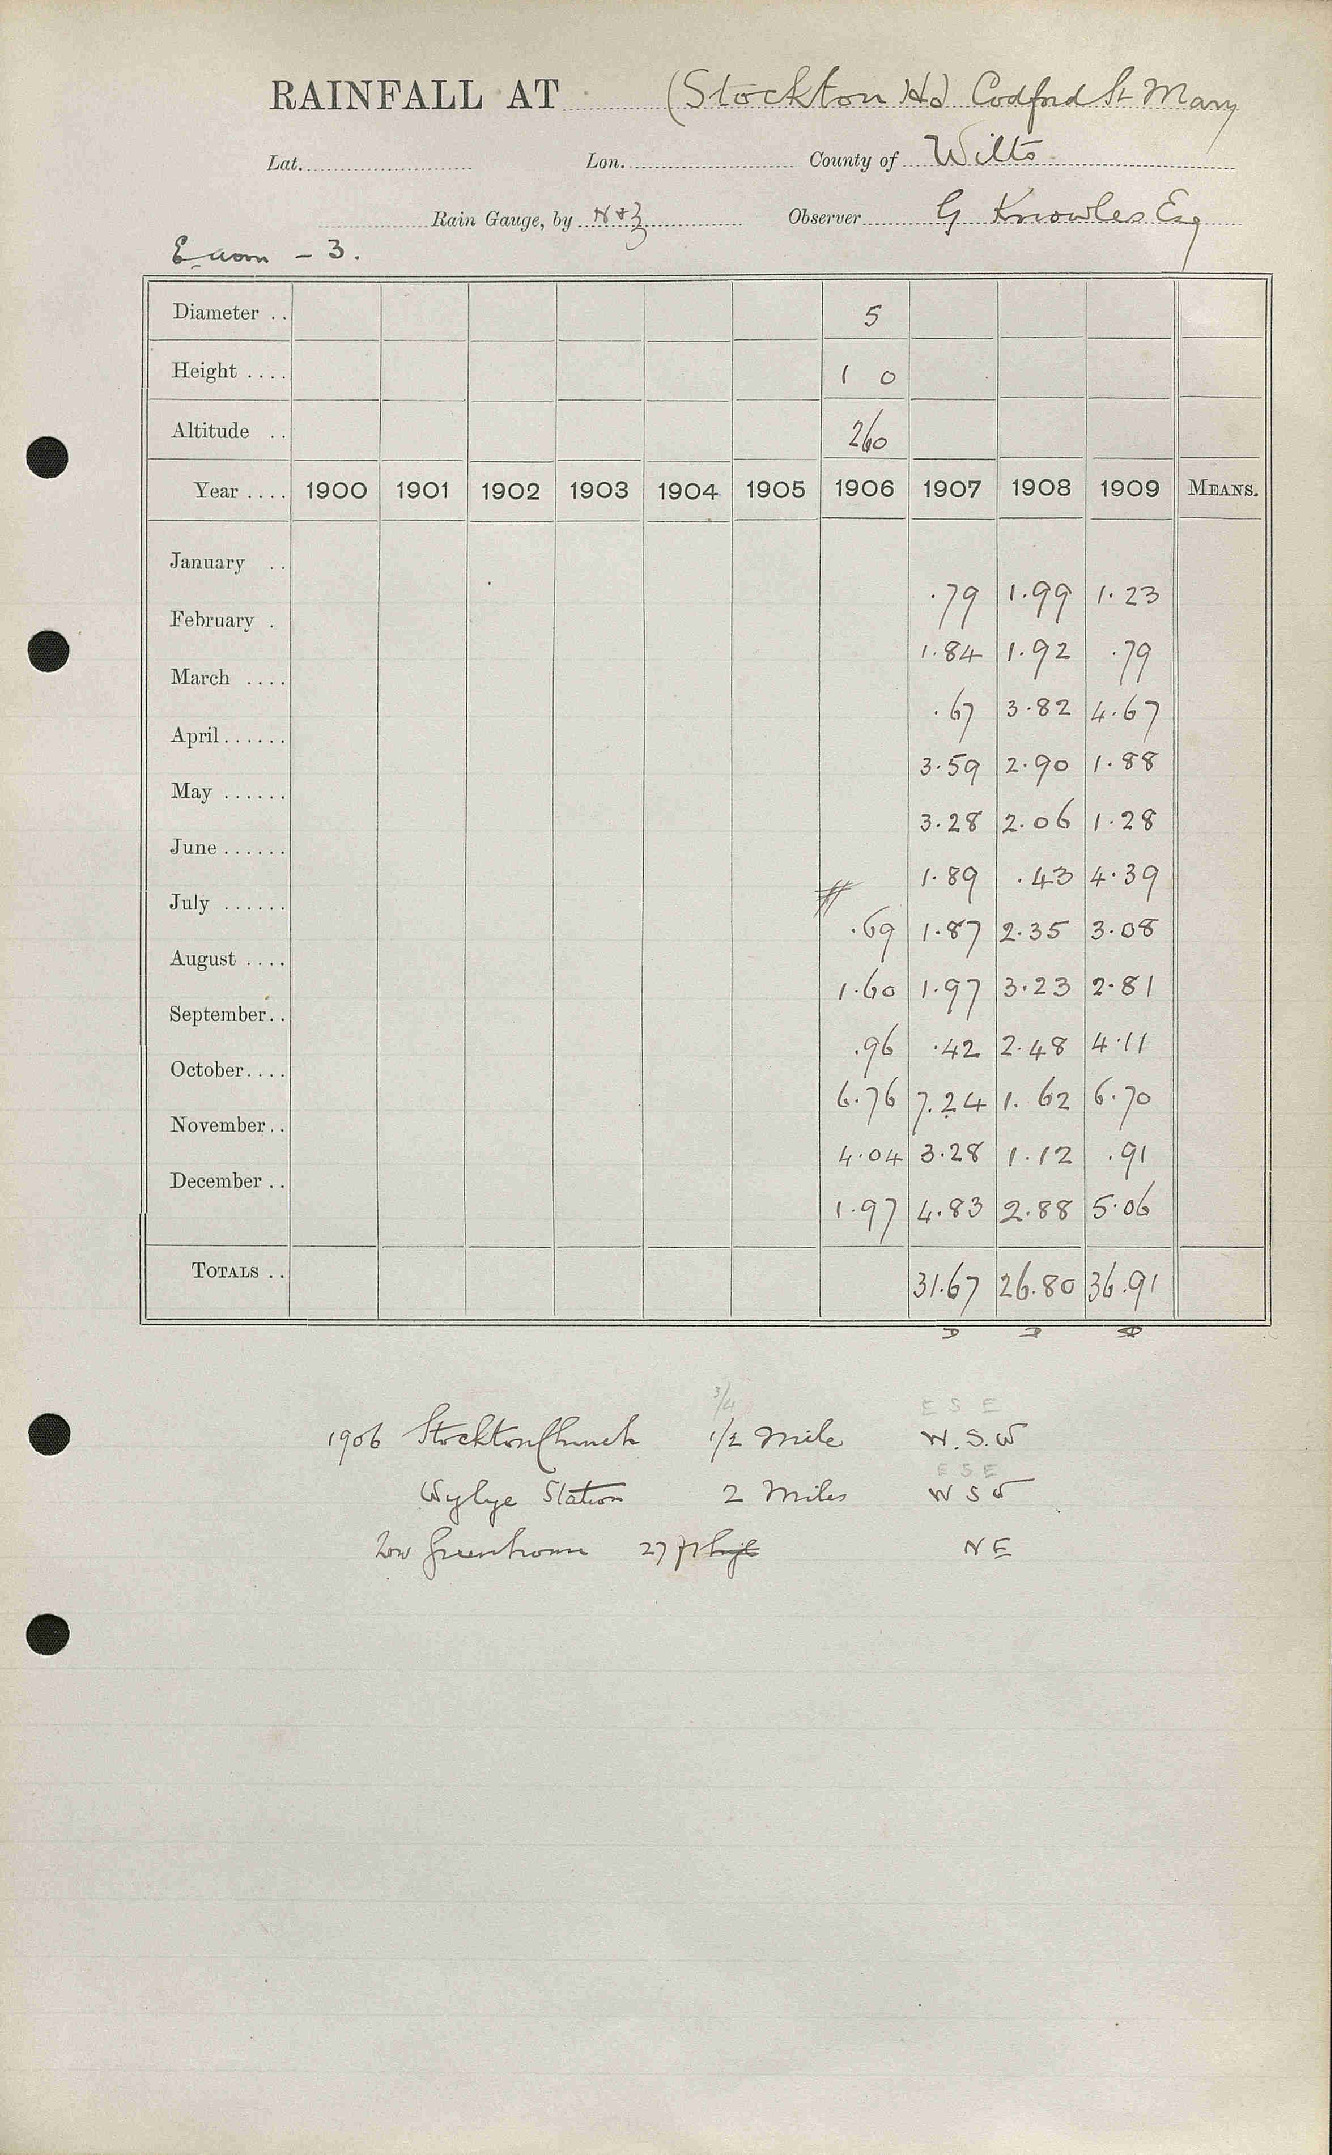 RAINFALL AT (Stockton Ho) Codford St Mary
Lat. Lon. County of Wilts
Rain Gauge, by N & Z Observer G Knowles Esq
Exam – 3.
Diameter .. 5
Height .... 1 0
Altitude .. 260
Year .... 1900 1901 1902 1903 1904 1905 1906 1907 1908 1909 MEANS.
January .. .79 1.99 1.23
February . 1.84 1.92 .79
March .... .67 3.82 4.67
April...... 3.59 2.90 1.88
May ...... 3.28 2.06 1.28
June ...... 1.89 .43 4.39
July ...... .69 1.87 2.35 3.08
August .... 1.60 1.97 3.23 2.81
September.. .96 .42 2.48 4.11
October.... 6.76 7.24 1.62 6.70
November.. 4.04 3.28 1.12 .91
December .. 1.97 4.83 2.88 5.06
TOTALS .. 31.67 26.80 36.91
3/4 E S E
1906 Stockton Church 1/2 Mile W.S.W
E S E
Wylye Station 2 Miles W S W
Low Greenhouse 27 ft N E